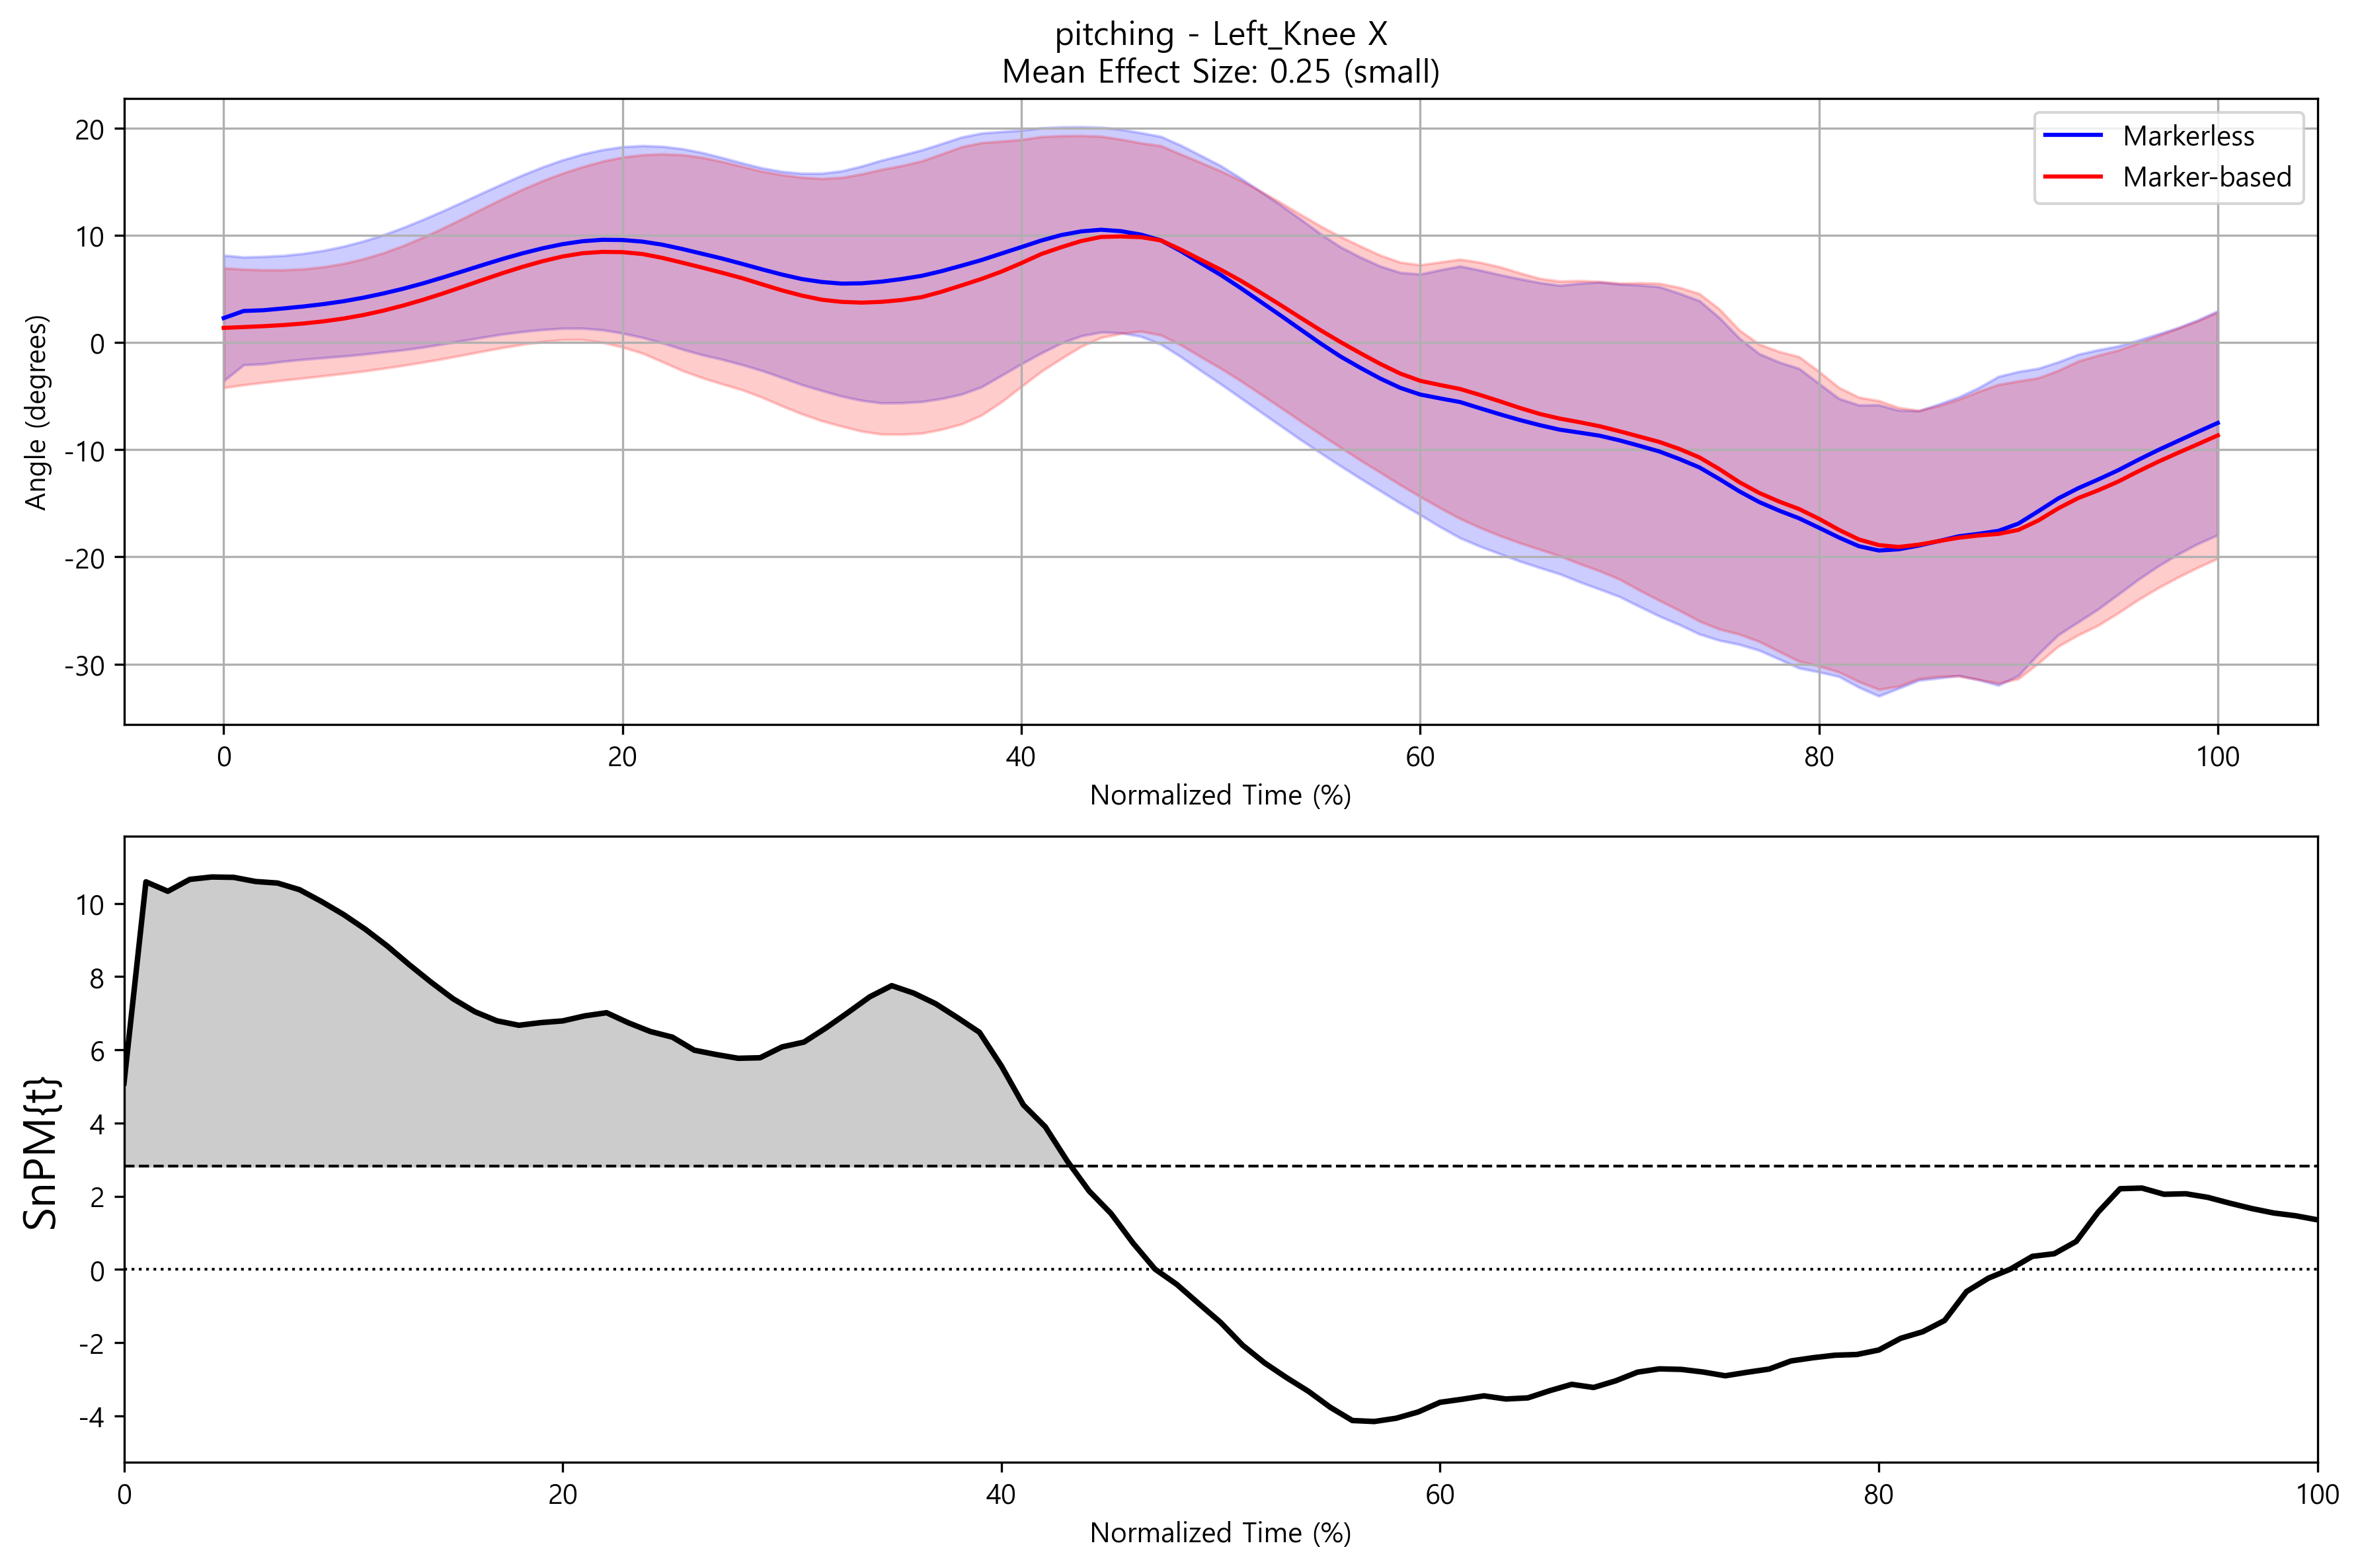 pitching - Left_Knee X
Mean Effect Size: 0.25 (small)
Markerless
Marker-based
Angle (degrees)
20
10
0
-10
-20
-30
0 20 40 60 80 100
Normalized Time (%)
SnPM{t}
10
8
6
4
2
0
-2
-4
0 20 40 60 80 100
Normalized Time (%)